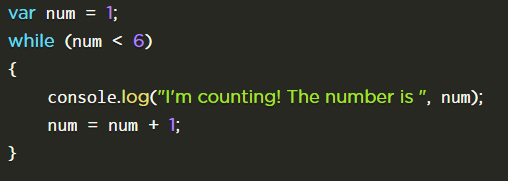 var num = 1;
while (num < 6)
{
    console.log("I'm counting! The number is ", num);
    num = num + 1;
}